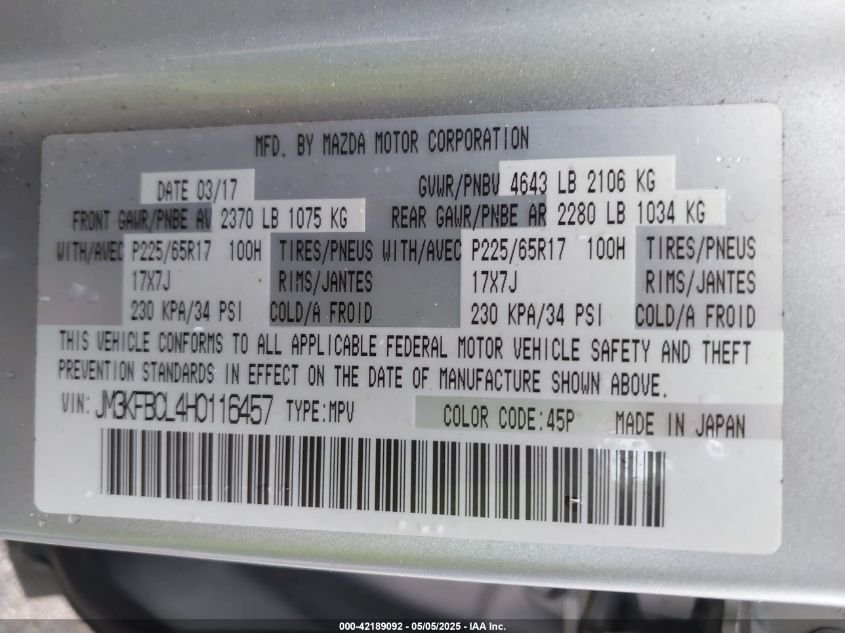 MFD. BY MAZDA MOTOR CORPORATION
DATE 03/17 GVWR/PNBV 4643 LB 2106 KG
FRONT GAWR/PNBE AV 2370 LB 1075 KG REAR GAWR/PNBE AR 2280 LB 1034 KG
WITH/AVEC P225/65R17 100H TIRES/PNEUS WITH/AVEC P225/65R17 100H TIRES/PNEUS
17X7J RIMS/JANTES 17X7J RIMS/JANTES
230 KPA/34 PSI COLD/A FROID 230 KPA/34 PSI COLD/A FROID
THIS VEHICLE CONFORMS TO ALL APPLICABLE FEDERAL MOTOR VEHICLE SAFETY AND THEFT
PREVENTION STANDARDS IN EFFECT ON THE DATE OF MANUFACTURE SHOWN ABOVE.
VIN: JM3KFBCL4H0116457 TYPE:MPV COLOR CODE:45P MADE IN JAPAN
000-42189092 - 05/05/2025 - IAA Inc.